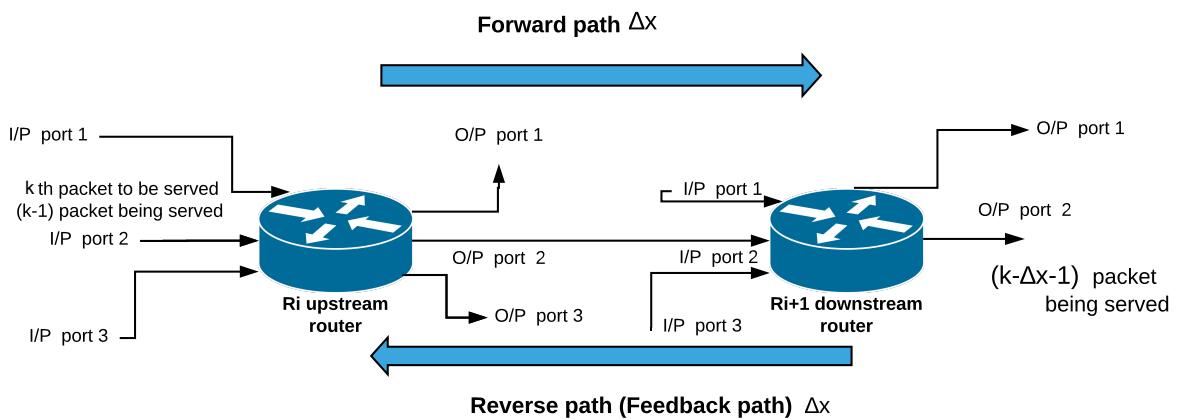 Forward path Δx
I/P port 1
O/P port 1
O/P port 1
k th packet to be served
(k-1) packet being served
I/P port 1
I/P port 2
O/P port 2
O/P port 2
I/P port 2
(k-Δx-1) packet
being served
Ri upstream
router
Ri+1 downstream
router
O/P port 3
I/P port 3
I/P port 3
Reverse path (Feedback path) Δx